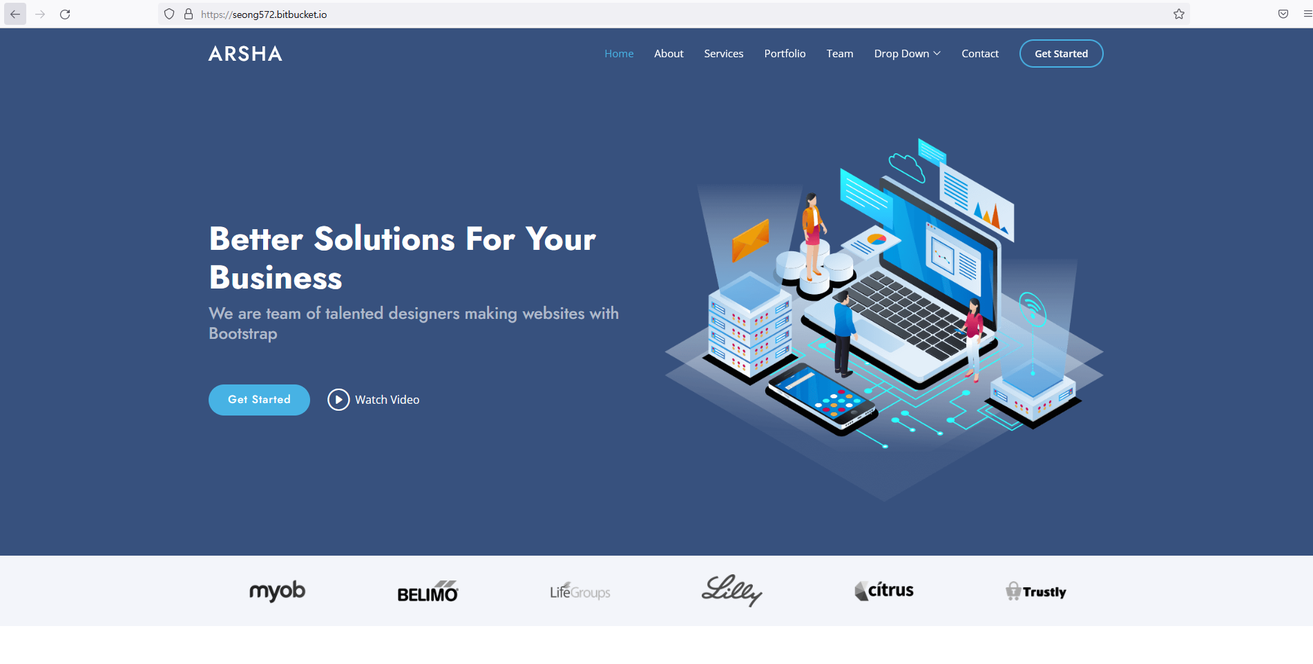 https://seong572.bitbucket.io
ARSHA
Home About Services Portfolio Team Drop Down Contact Get Started
Better Solutions For Your
Business
We are team of talented designers making websites with
Bootstrap
Get Started Watch Video
myob BELIMO LifeGroups Lilly citrus Trustly